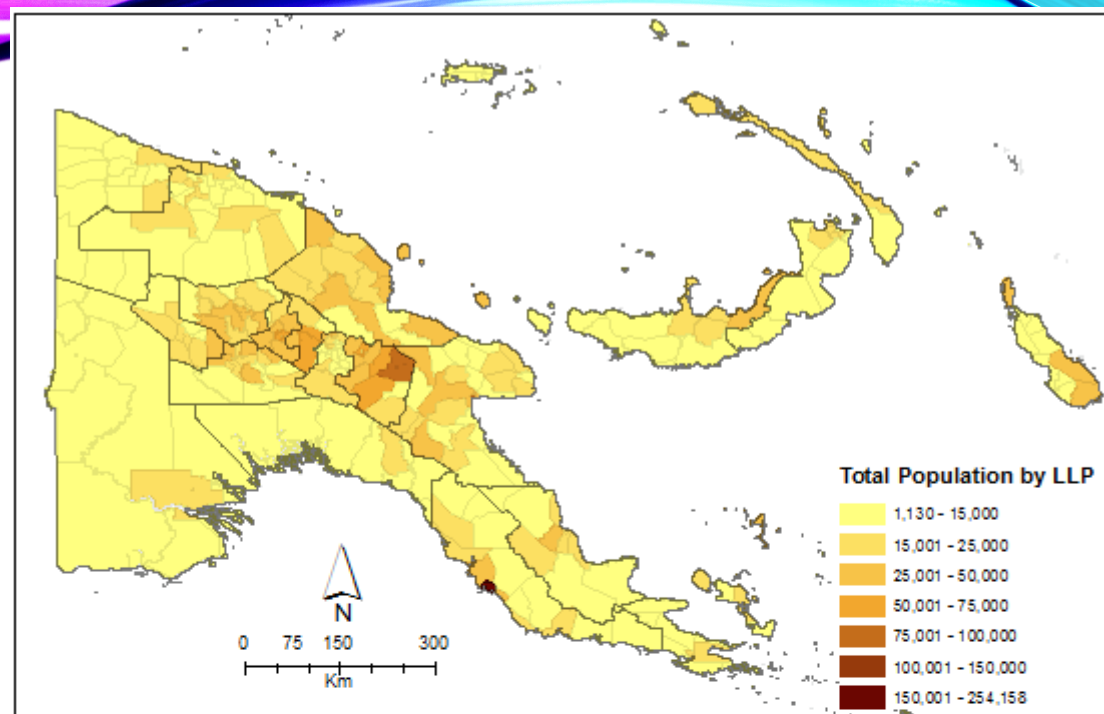 Total Population by LLP
1,130 - 15,000
15,001 - 25,000
25,001 - 50,000
50,001 - 75,000
75,001 - 100,000
100,001 - 150,000
150,001 - 254,158
N
0 75 150 300
Km